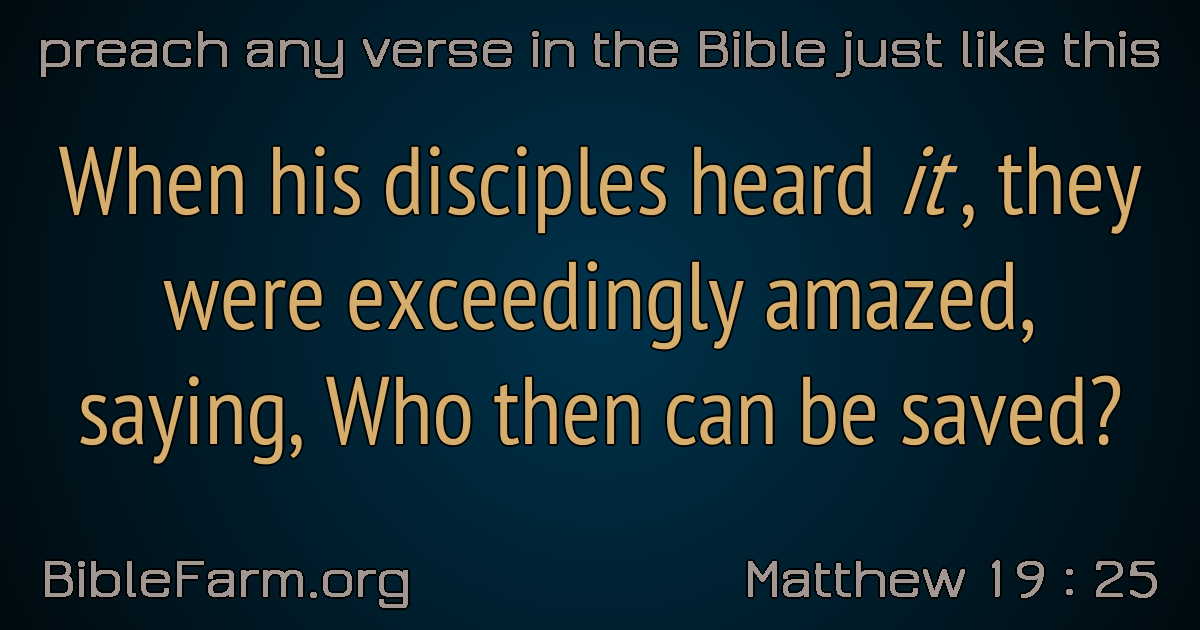 preach any verse in the Bible just like this
When his disciples heard it, they
were exceedingly amazed,
saying, Who then can be saved?
BibleFarm.org
Matthew 19 : 25